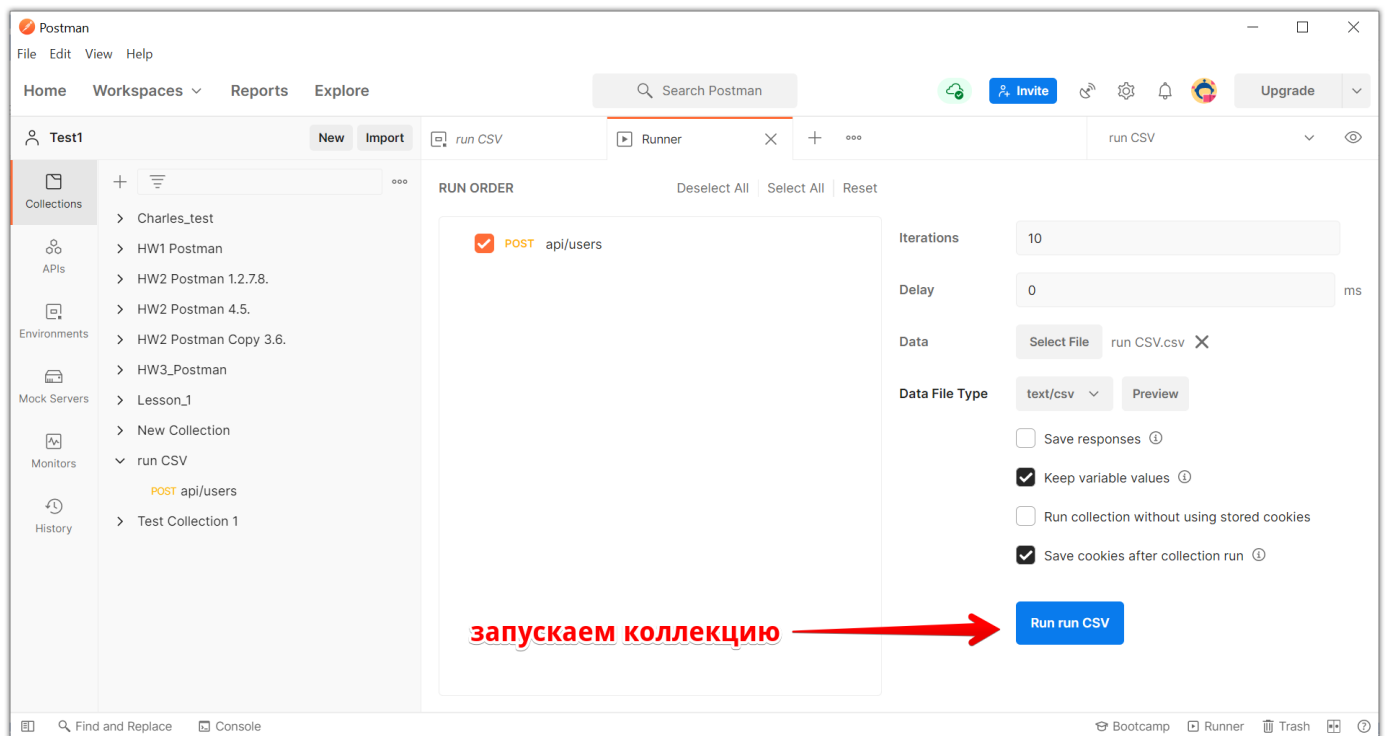 Postman
File Edit View Help
Home Workspaces Reports Explore Search Postman Invite Upgrade
Test1 New Import run CSV Runner run CSV
Collections
APIs
Environments
Mock Servers
Monitors
History
Charles_test
HW1 Postman
HW2 Postman 1.2.7.8.
HW2 Postman 4.5.
HW2 Postman Copy 3.6.
HW3_Postman
Lesson_1
New Collection
run CSV
POST api/users
Test Collection 1
RUN ORDER Deselect All Select All Reset
POST api/users
Iterations 10
Delay 0 ms
Data Select File run CSV.csv
Data File Type text/csv Preview
Save responses
Keep variable values
Run collection without using stored cookies
Save cookies after collection run
запускаем коллекцию
Run run CSV
Find and Replace Console Bootcamp Runner Trash